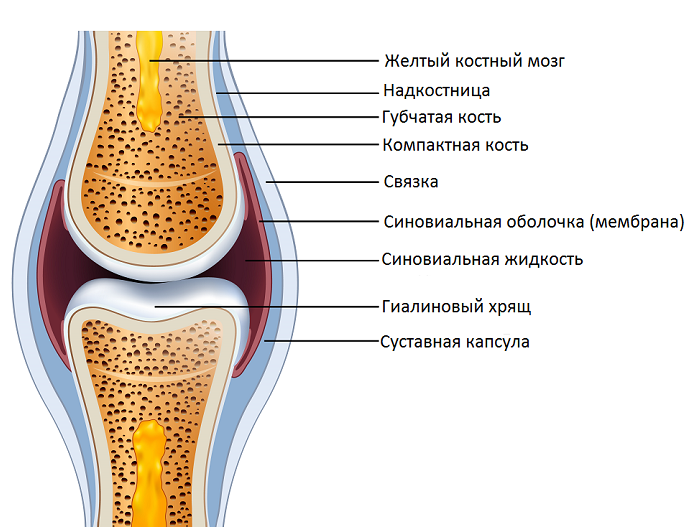 Желтый костный мозг
Надкостница
Губчатая кость
Компактная кость
Связка
Синовиальная оболочка (мембрана)
Синовиальная жидкость
Гиалиновый хрящ
Суставная капсула